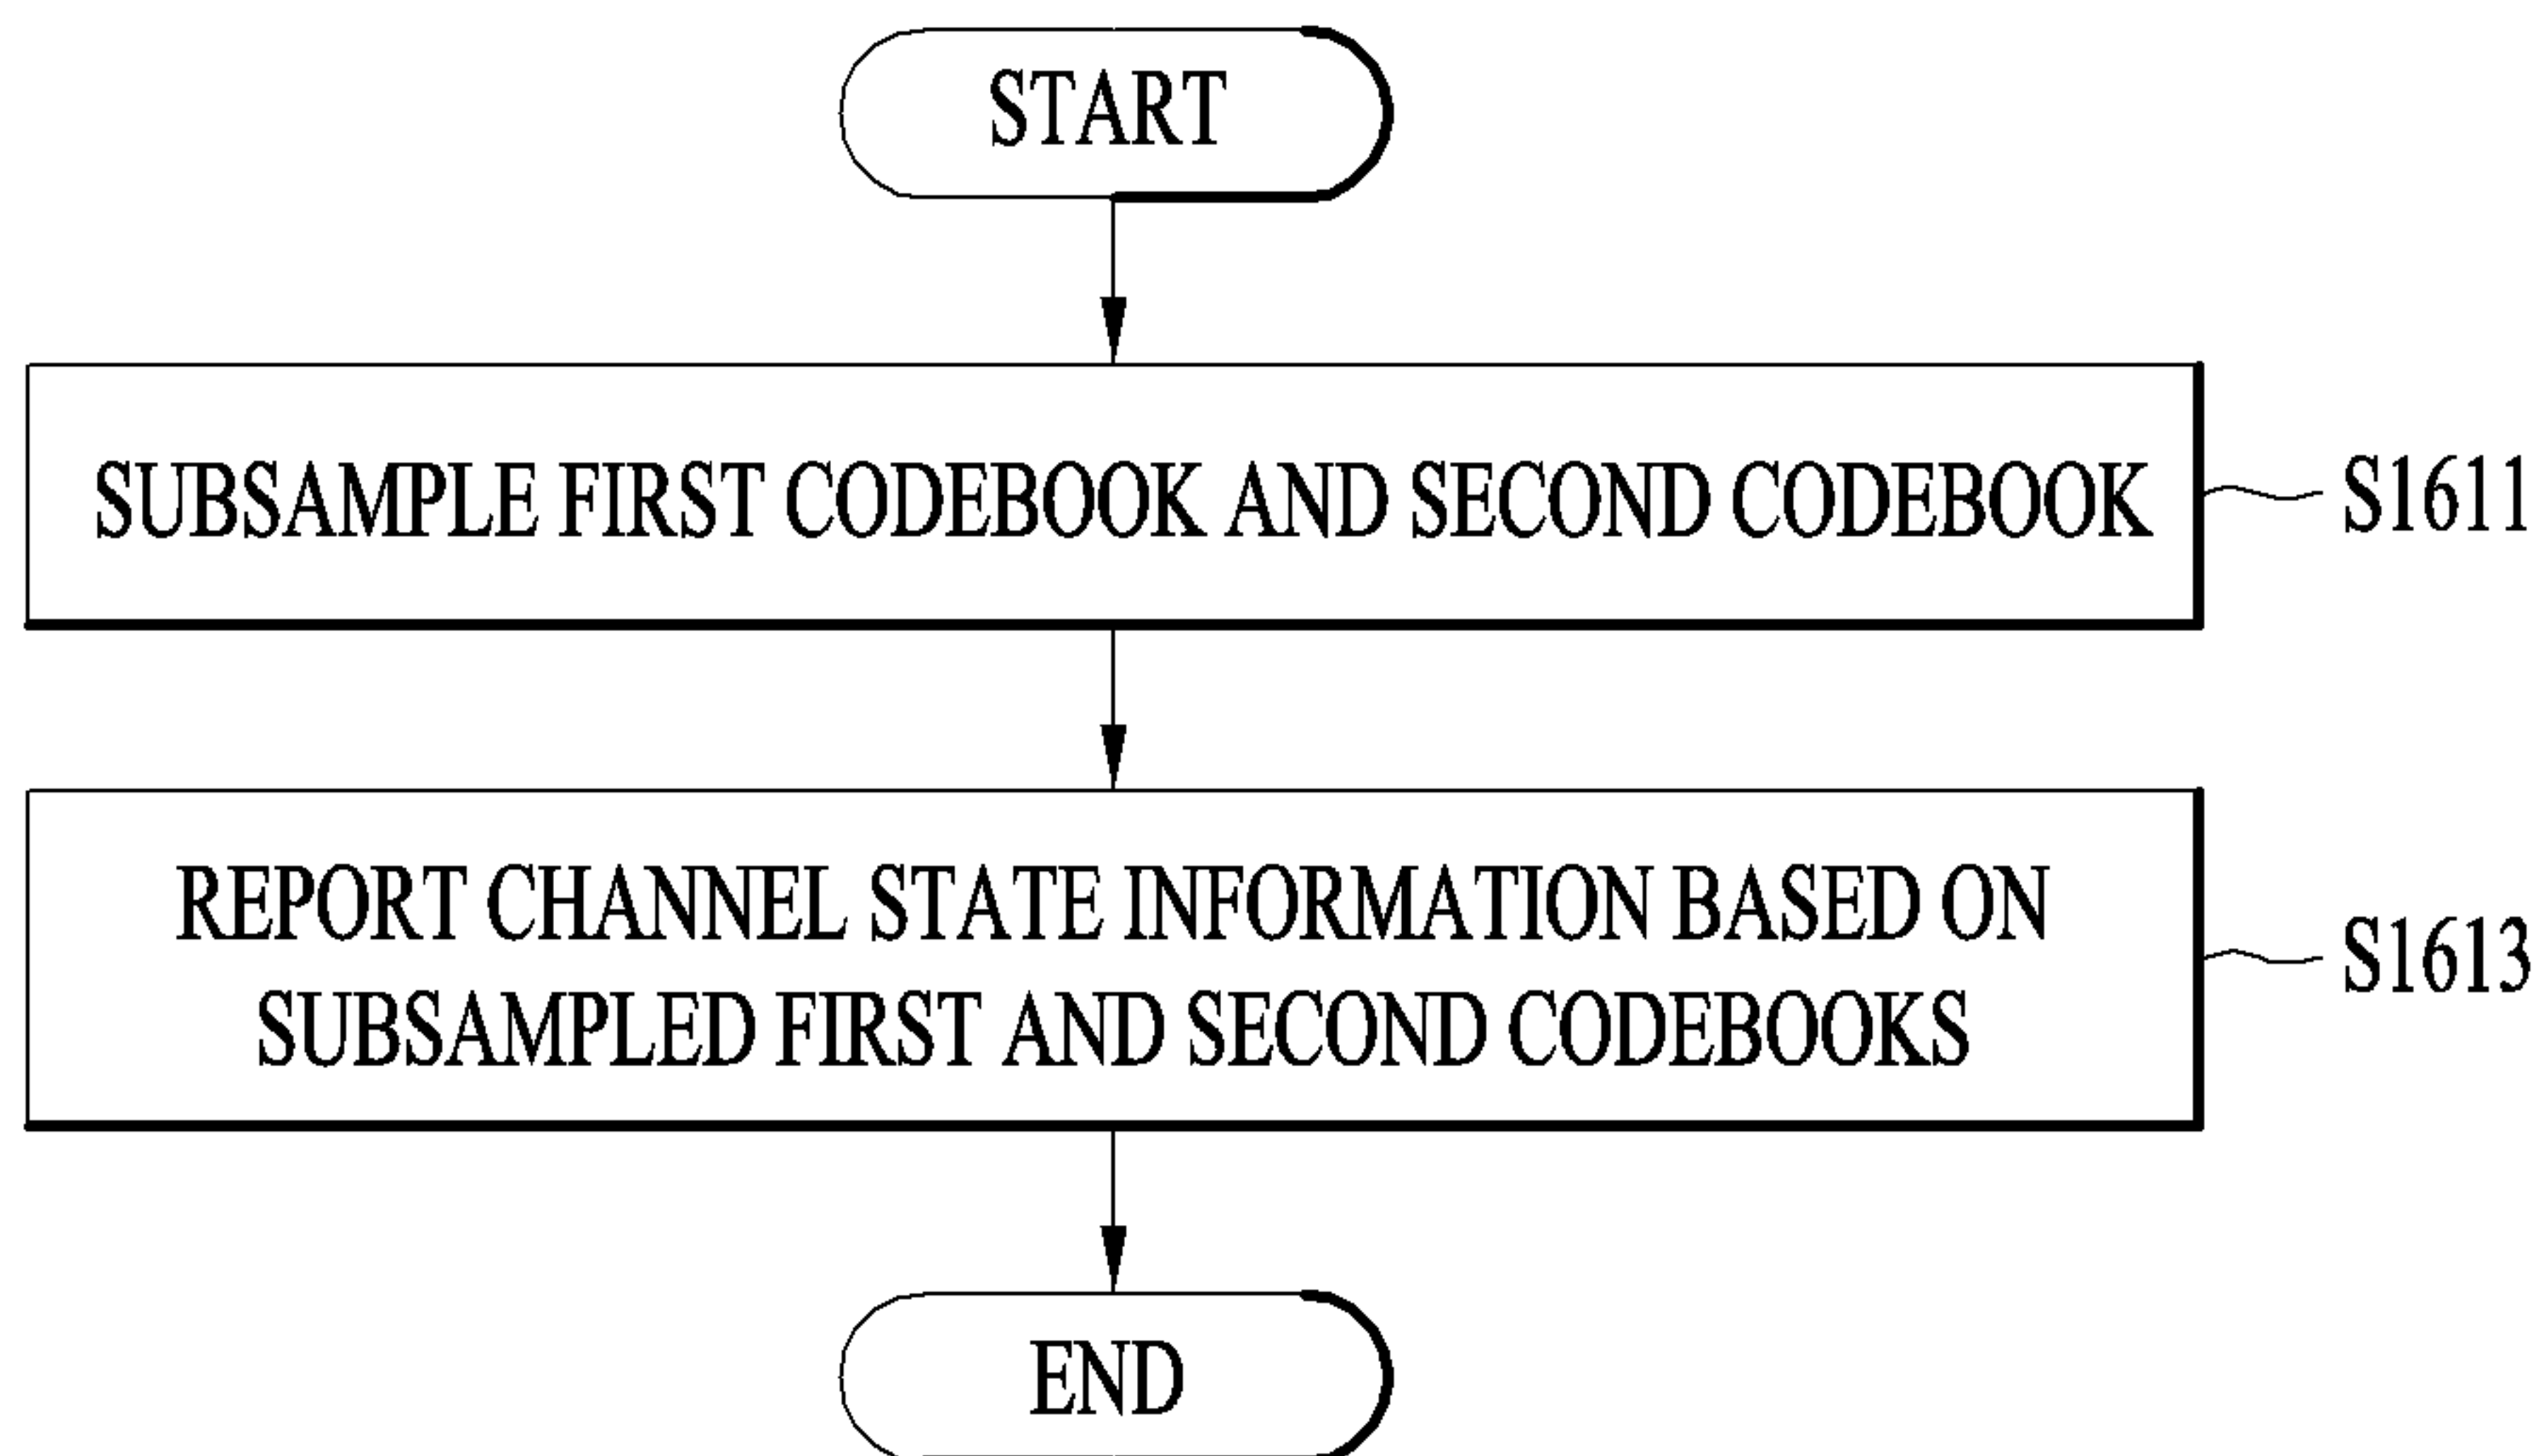 START
SUBSAMPLE FIRST CODEBOOK AND SECOND CODEBOOK
S1611
REPORT CHANNEL STATE INFORMATION BASED ON
SUBSAMPLED FIRST AND SECOND CODEBOOKS
S1613
END